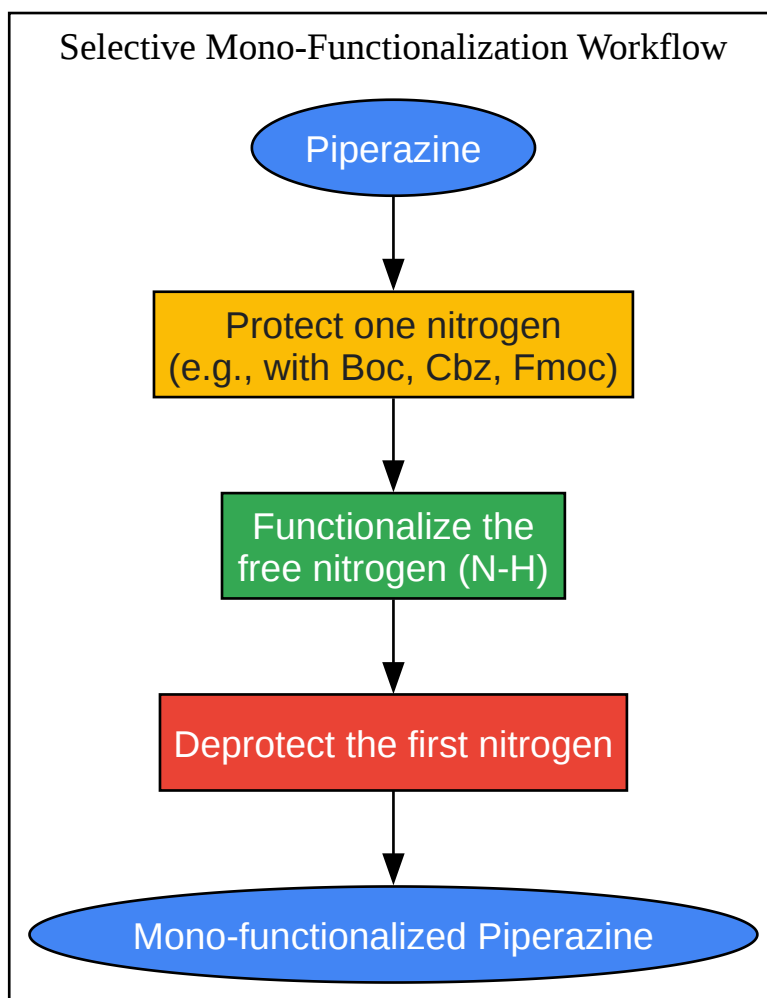 Selective Mono-Functionalization Workflow
Piperazine
Protect one nitrogen
(e.g., with Boc, Cbz, Fmoc)
Functionalize the
free nitrogen (N-H)
Deprotect the first nitrogen
Mono-functionalized Piperazine